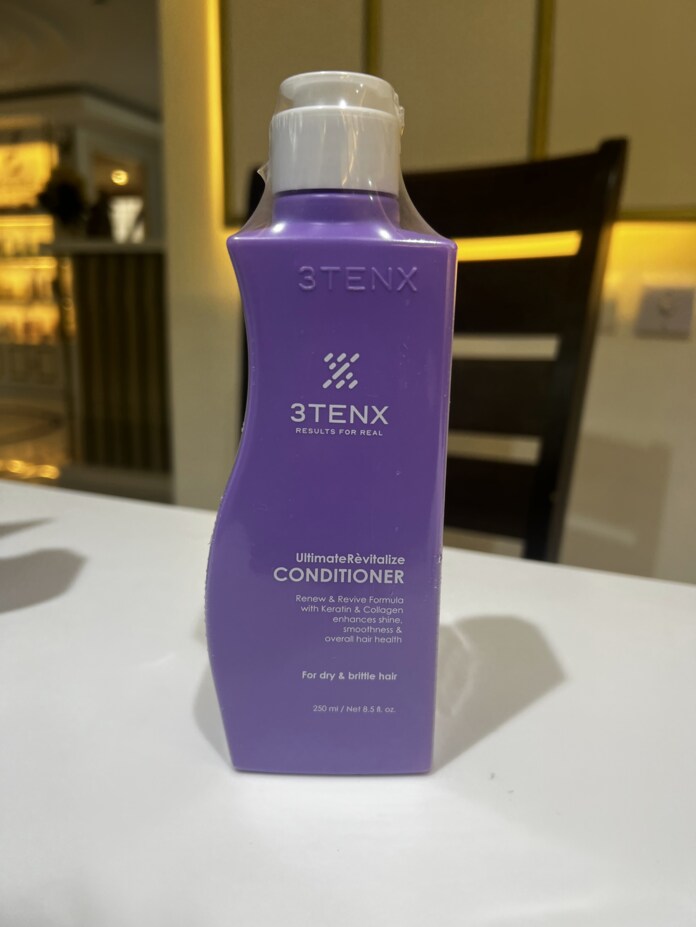 3TENX
3TENX
RESULTS FOR REAL
UltimateRèvitalize
CONDITIONER
Renew & Revive Formula
with Keratin & Collagen
enhances shine,
smoothness &
overall hair health
For dry & brittle hair
250 ml / Net 8.5 fl. oz.